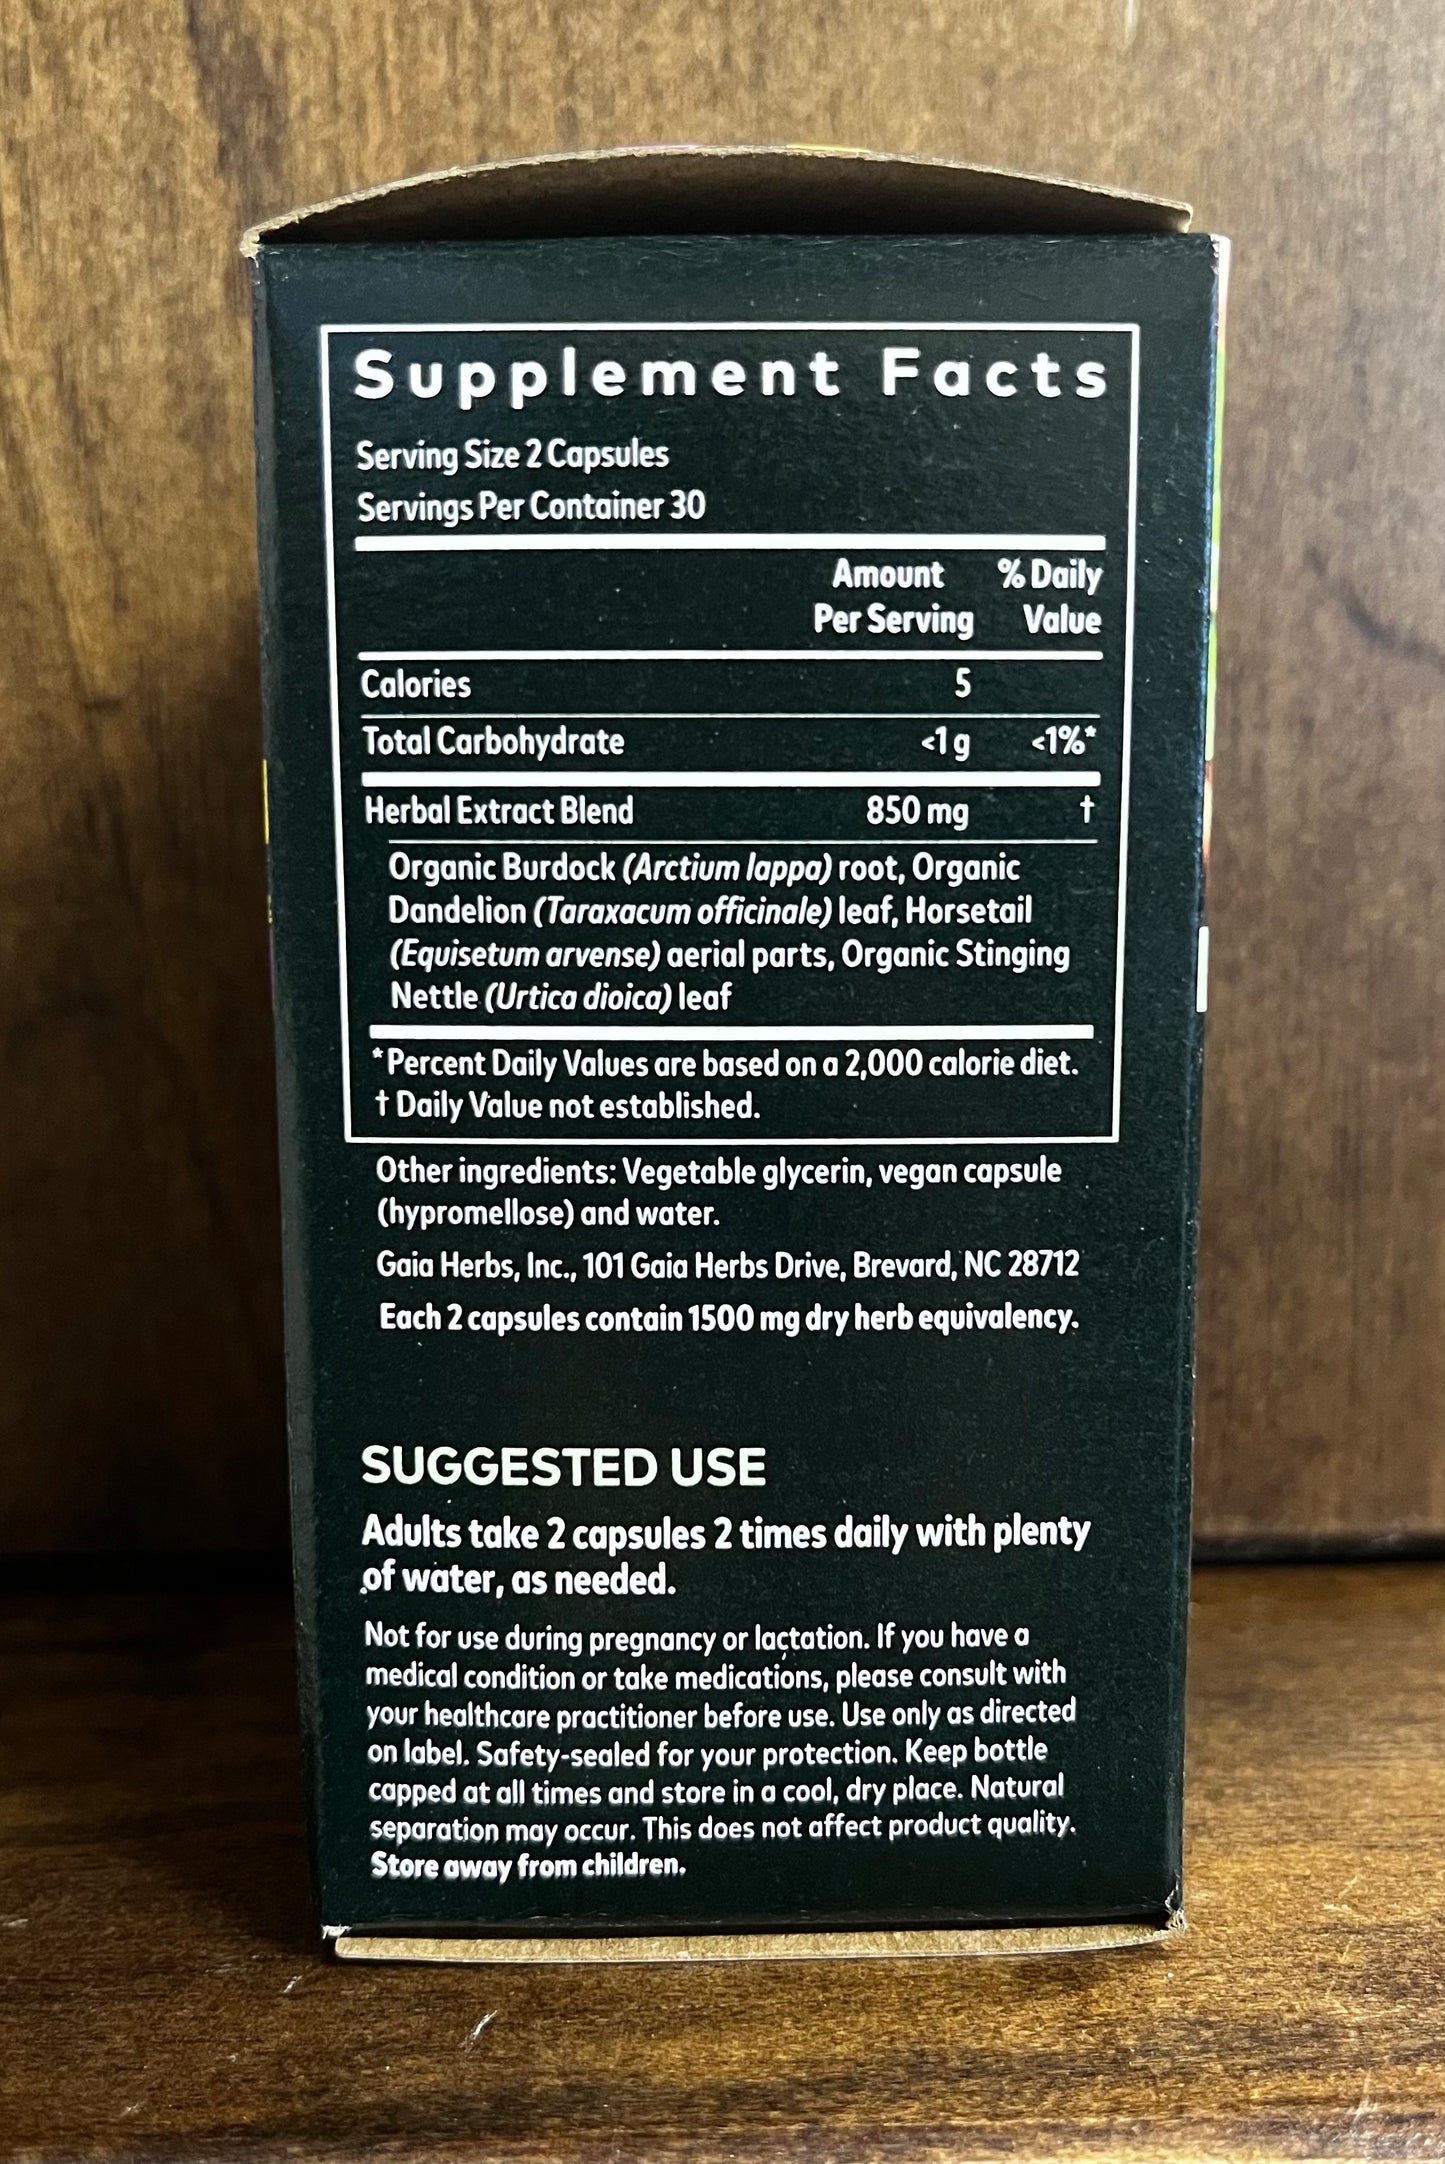 Supplement Facts
Serving Size 2 Capsules
Servings Per Container 30
Amount % Daily
Per Serving Value
Calories 5
Total Carbohydrate <1 g <1%*
Herbal Extract Blend 850 mg †
Organic Burdock (Arctium lappa) root, Organic
Dandelion (Taraxacum officinale) leaf, Horsetail
(Equisetum arvense) aerial parts, Organic Stinging
Nettle (Urtica dioica) leaf
* Percent Daily Values are based on a 2,000 calorie diet.
† Daily Value not established.
Other ingredients: Vegetable glycerin, vegan capsule
(hypromellose) and water.
Gaia Herbs, Inc., 101 Gaia Herbs Drive, Brevard, NC 28712
Each 2 capsules contain 1500 mg dry herb equivalency.
SUGGESTED USE
Adults take 2 capsules 2 times daily with plenty
of water, as needed.
Not for use during pregnancy or lactation. If you have a
medical condition or take medications, please consult with
your healthcare practitioner before use. Use only as directed
on label. Safety-sealed for your protection. Keep bottle
capped at all times and store in a cool, dry place. Natural
separation may occur. This does not affect product quality.
Store away from children.